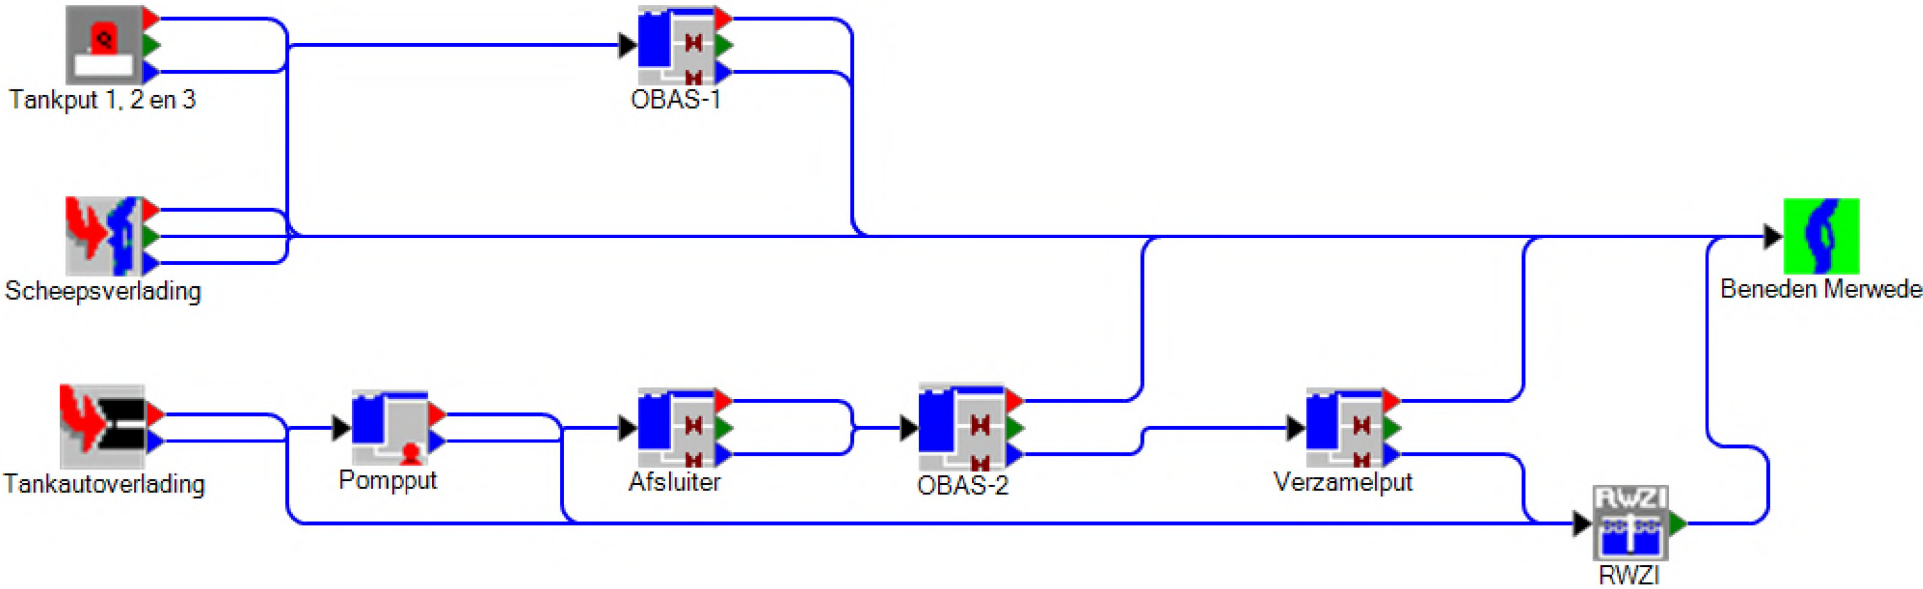 Tankput 1, 2 en 3
OBAS-1
Scheepsverlading
Beneden Merwede
Tankautoverlading
Pompput
Afsluiter
OBAS-2
Verzamelput
RWZI
RWZI